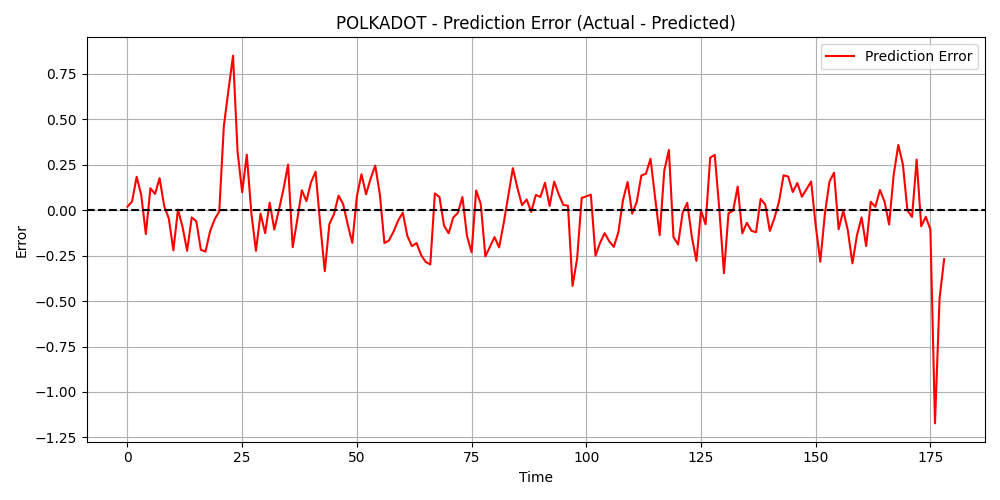 POLKADOT - Prediction Error (Actual - Predicted)
Prediction Error
Error
0.75
0.50
0.25
0.00
−0.25
−0.50
−0.75
−1.00
−1.25
0 25 50 75 100 125 150 175
Time